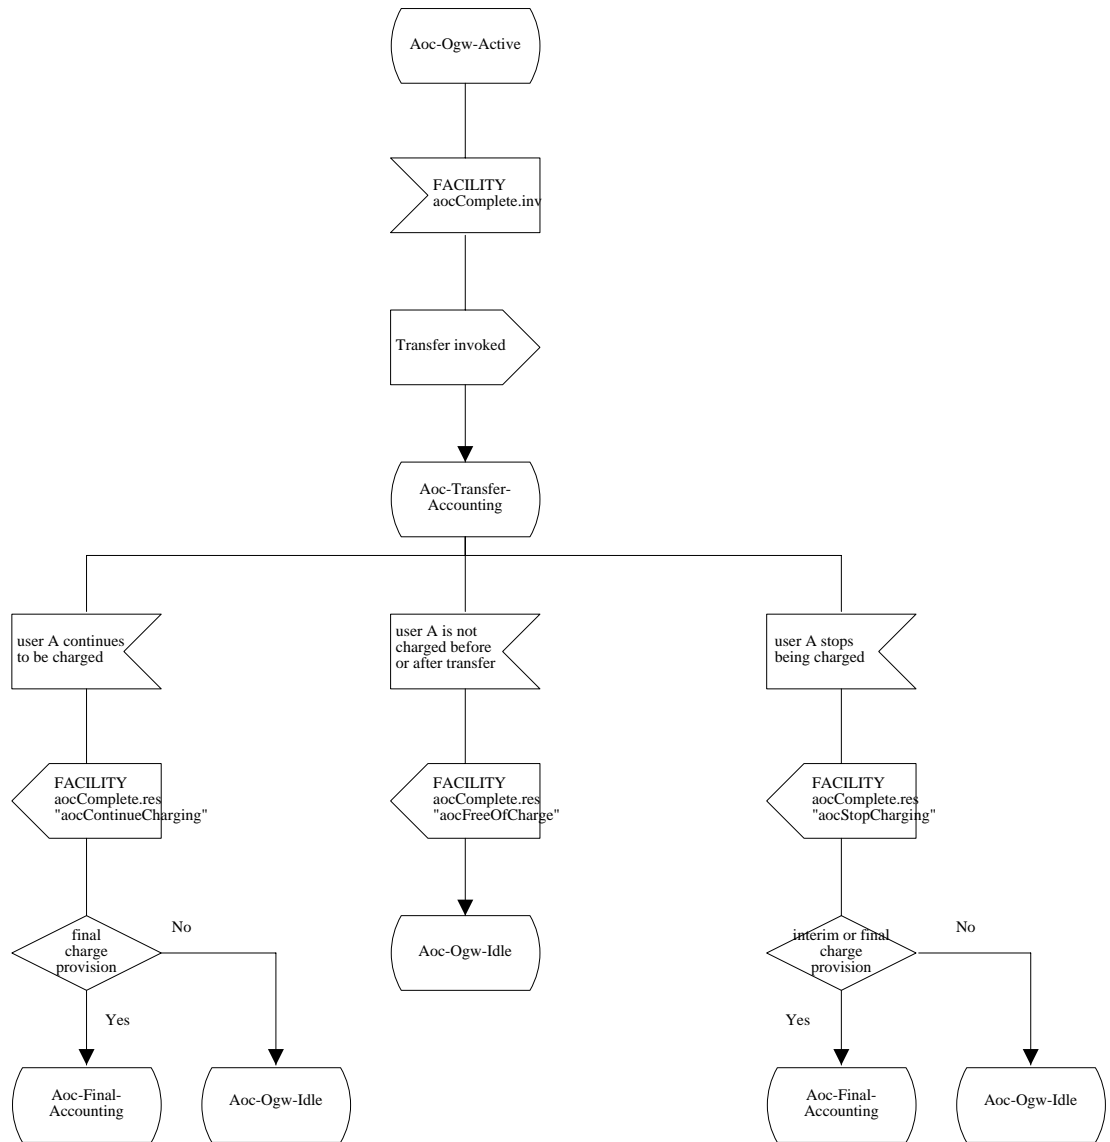 Aoc-Ogw-Active
FACILITY
aocComplete.inv
Transfer invoked
Aoc-Transfer-
Accounting
user A continues
to be charged
user A is not
charged before
or after transfer
user A stops
being charged
FACILITY
aocComplete.res
"aocContinueCharging"
FACILITY
aocComplete.res
"aocFreeOfCharge"
FACILITY
aocComplete.res
"aocStopCharging"
final
charge
provision
No
Yes
Aoc-Ogw-Idle
interim or final
charge
provision
No
Yes
Aoc-Final-
Accounting
Aoc-Ogw-Idle
Aoc-Final-
Accounting
Aoc-Ogw-Idle